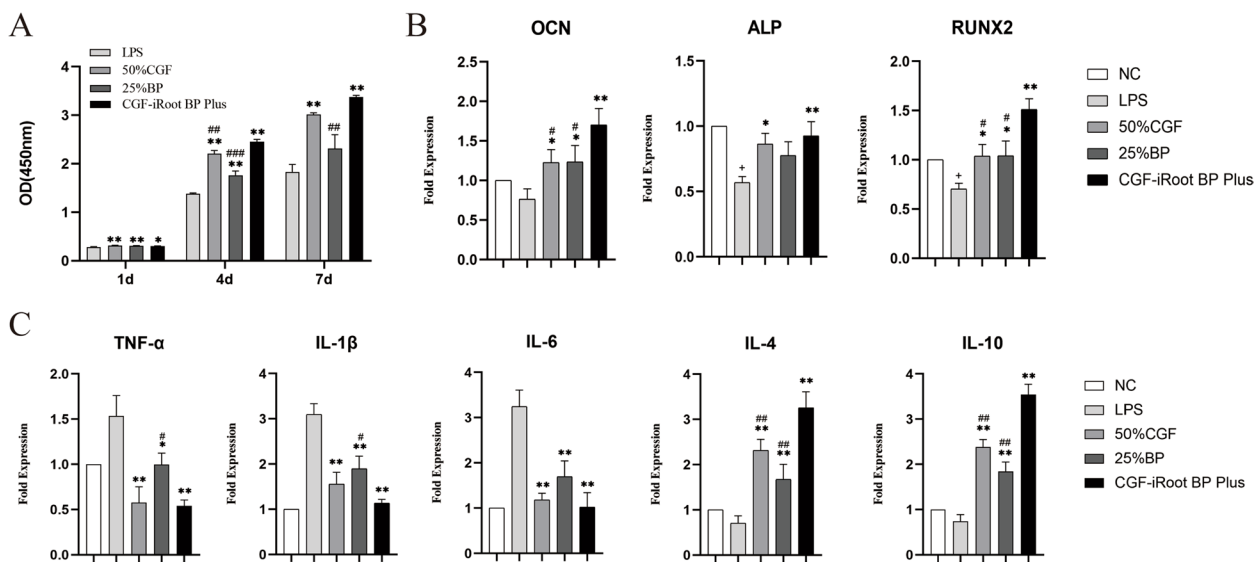 A
LPS
50%CGF
25%BP
CGF-iRoot BP Plus
OD(450nm)
4
3
2
1
0
** ** *
## ** ### ** **
** ## **
1d 4d 7d
B
OCN
Fold Expression
2.5
2.0
1.5
1.0
0.5
0.0
# * # * **
ALP
Fold Expression
1.5
1.0
0.5
0.0
+ * **
RUNX2
Fold Expression
2.0
1.5
1.0
0.5
0.0
+ # * # * **
NC
LPS
50%CGF
25%BP
CGF-iRoot BP Plus
C
TNF-α
Fold Expression
2.0
1.5
1.0
0.5
0.0
** # * **
IL-1β
Fold Expression
4
3
2
1
0
** # ** **
IL-6
Fold Expression
4
3
2
1
0
** ** **
IL-4
Fold Expression
4
3
2
1
0
## ** ## ** **
IL-10
Fold Expression
4
3
2
1
0
## ** ## ** **
NC
LPS
50%CGF
25%BP
CGF-iRoot BP Plus